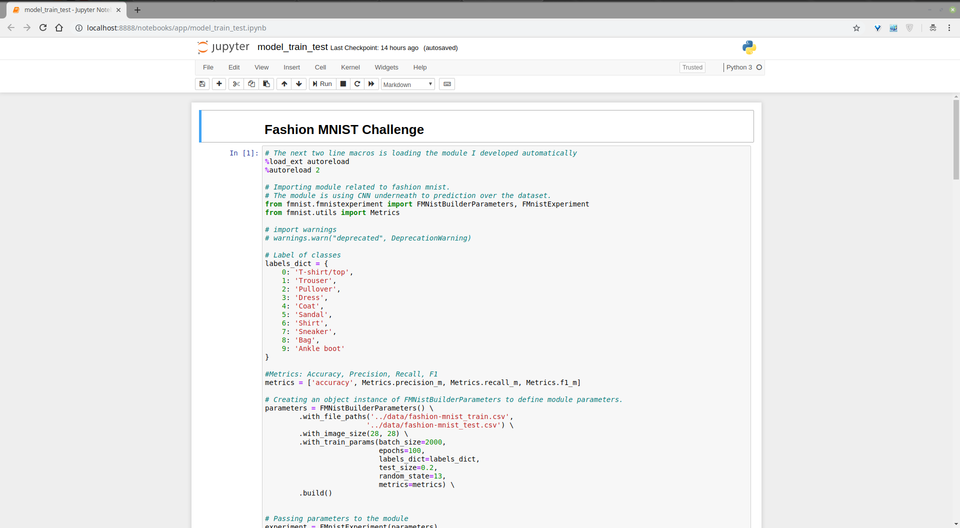 model_train_test - Jupyter Note
localhost:8888/notebooks/app/model_train_test.ipynb
jupyter model_train_test Last Checkpoint: 14 hours ago (autosaved)
File Edit View Insert Cell Kernel Widgets Help Trusted Python 3
Run Markdown
Fashion MNIST Challenge
In [1]: # The next two line macros is loading the module I developed automatically
%load_ext autoreload
%autoreload 2
# Importing module related to fashion mnist.
# The module is using CNN underneath to prediction over the dataset.
from fmnist.fmnistexperiment import FMNistBuilderParameters, FMnistExperiment
from fmnist.utils import Metrics
# import warnings
# warnings.warn("deprecated", DeprecationWarning)
# Label of classes
labels_dict = {
0: 'T-shirt/top',
1: 'Trouser',
2: 'Pullover',
3: 'Dress',
4: 'Coat',
5: 'Sandal',
6: 'Shirt',
7: 'Sneaker',
8: 'Bag',
9: 'Ankle boot'
}
#Metrics: Accuracy, Precision, Recall, F1
metrics = ['accuracy', Metrics.precision_m, Metrics.recall_m, Metrics.f1_m]
# Creating an object instance of FMNistBuilderParameters to define module parameters.
parameters = FMNistBuilderParameters() \
.with_file_paths('../data/fashion-mnist_train.csv',
'../data/fashion-mnist_test.csv') \
.with_image_size(28, 28) \
.with_train_params(batch_size=2000,
epochs=100,
labels_dict=labels_dict,
test_size=0.2,
random_state=13,
metrics=metrics) \
.build()
# Passing parameters to the module
experiment = FMnistExperiment(parameters)